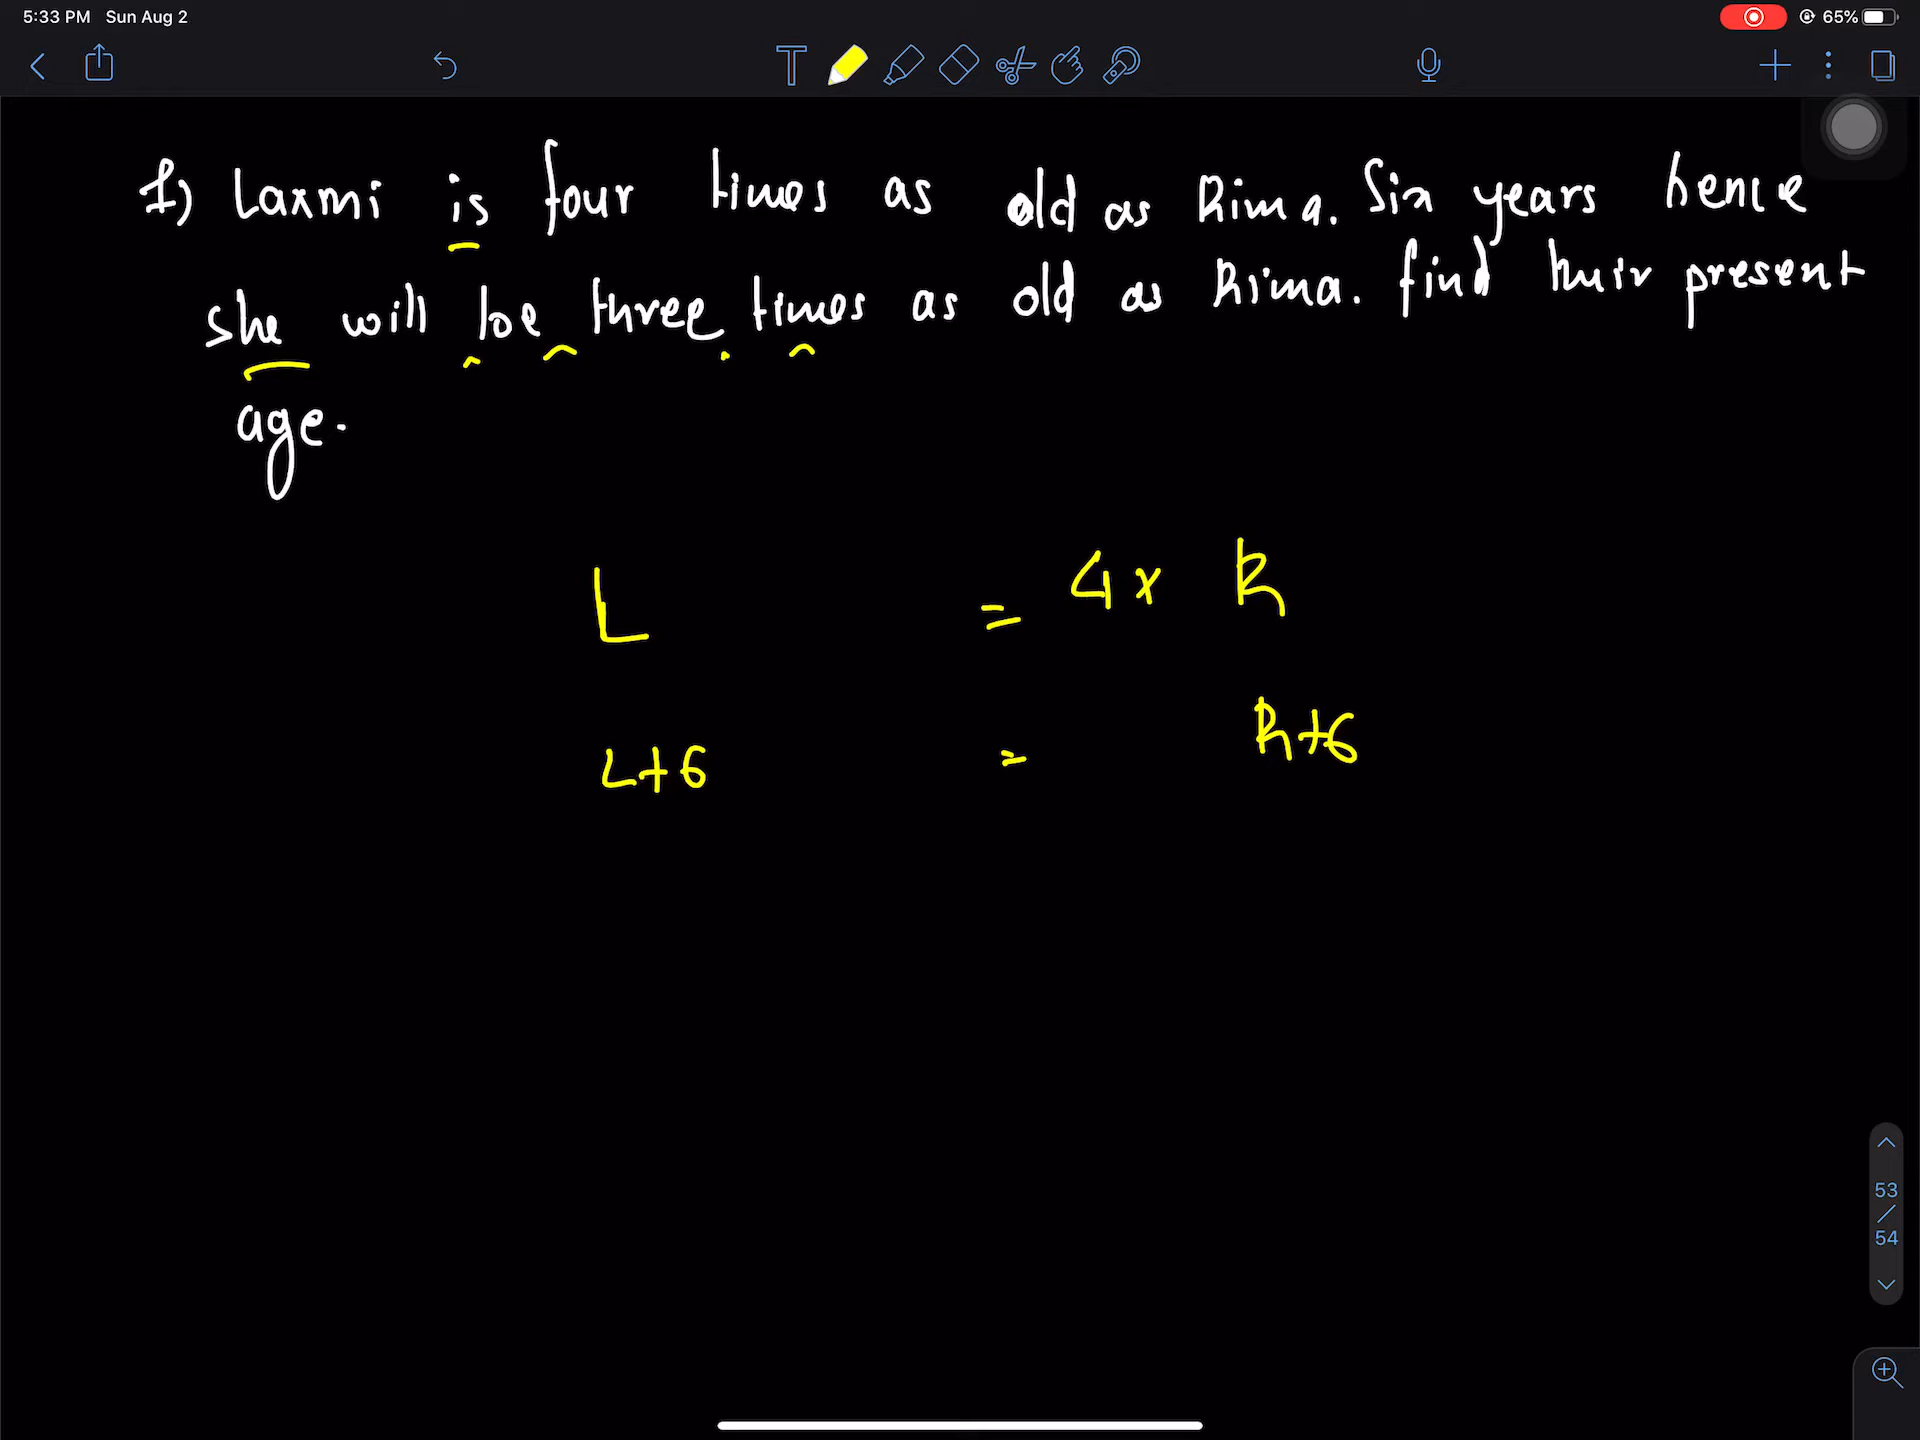 5:33 PM Sun Aug 2 65%
T
1) Laxmi is four times as old as Rima. Six years hence
she will be three times as old as Rima. find their present
age.
L = 4 x R
L+6 = R+6
53
/
54